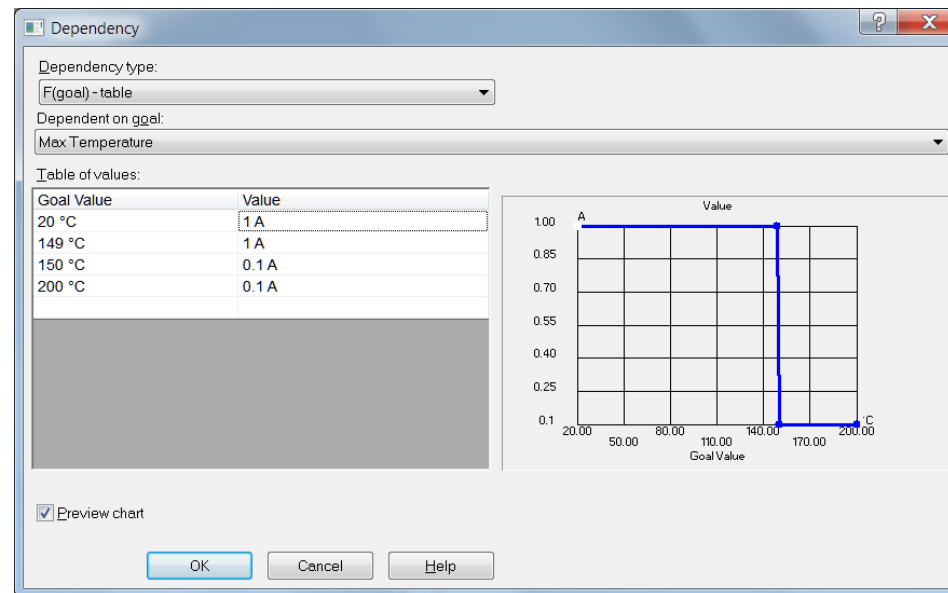 Dependency
?
X
Dependency type:
F(goal) - table
Dependent on goal:
Max Temperature
Table of values:
Goal Value Value
20 °C 1 A
149 °C 1 A
150 °C 0.1 A
200 °C 0.1 A
Value
A
1.00
0.85
0.70
0.55
0.40
0.25
0.1
°C
20.00 50.00 80.00 110.00 140.00 170.00 200.00
Goal Value
Preview chart
OK Cancel Help